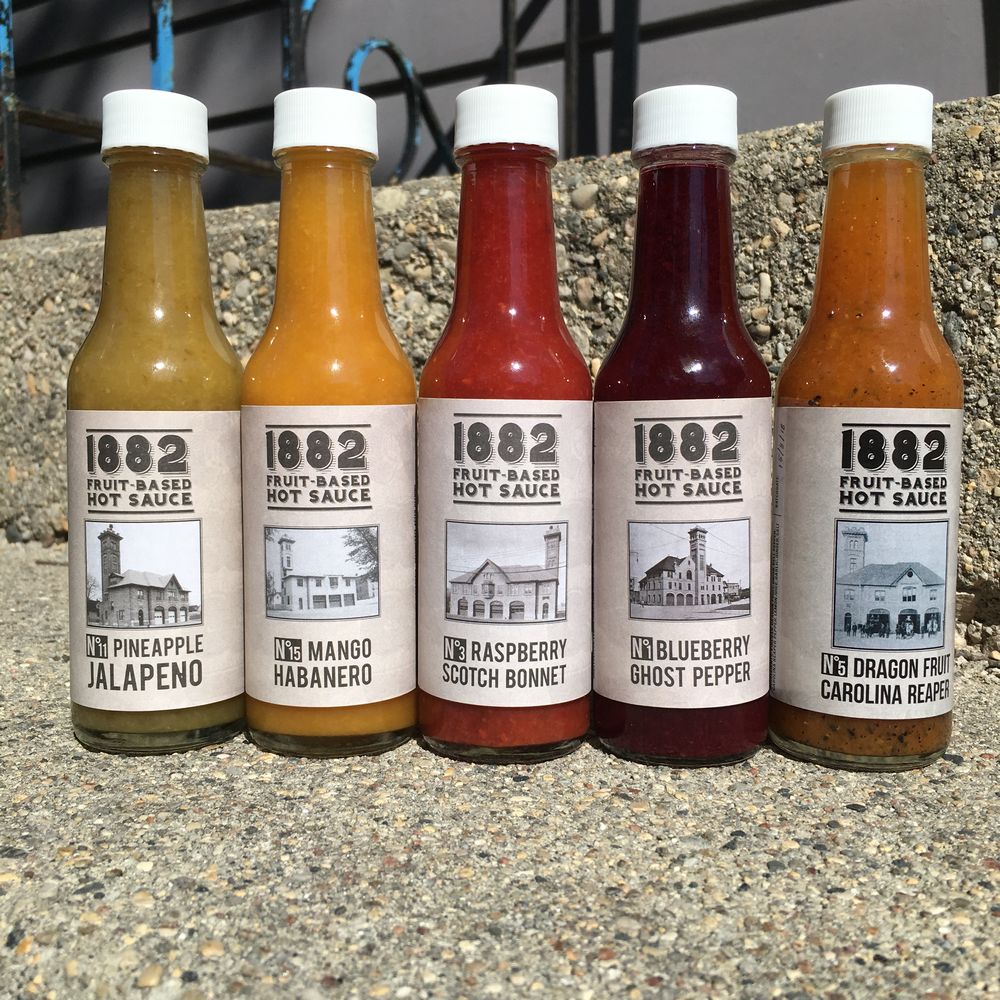 1882
FRUIT-BASED
HOT SAUCE
Nº11 PINEAPPLE
JALAPENO
1882
FRUIT-BASED
HOT SAUCE
Nº15 MANGO
HABANERO
1882
FRUIT-BASED
HOT SAUCE
Nº3 RASPBERRY
SCOTCH BONNET
1882
FRUIT-BASED
HOT SAUCE
Nº1 BLUEBERRY
GHOST PEPPER
1882
FRUIT-BASED
HOT SAUCE
Nº5 DRAGON FRUIT
CAROLINA REAPER